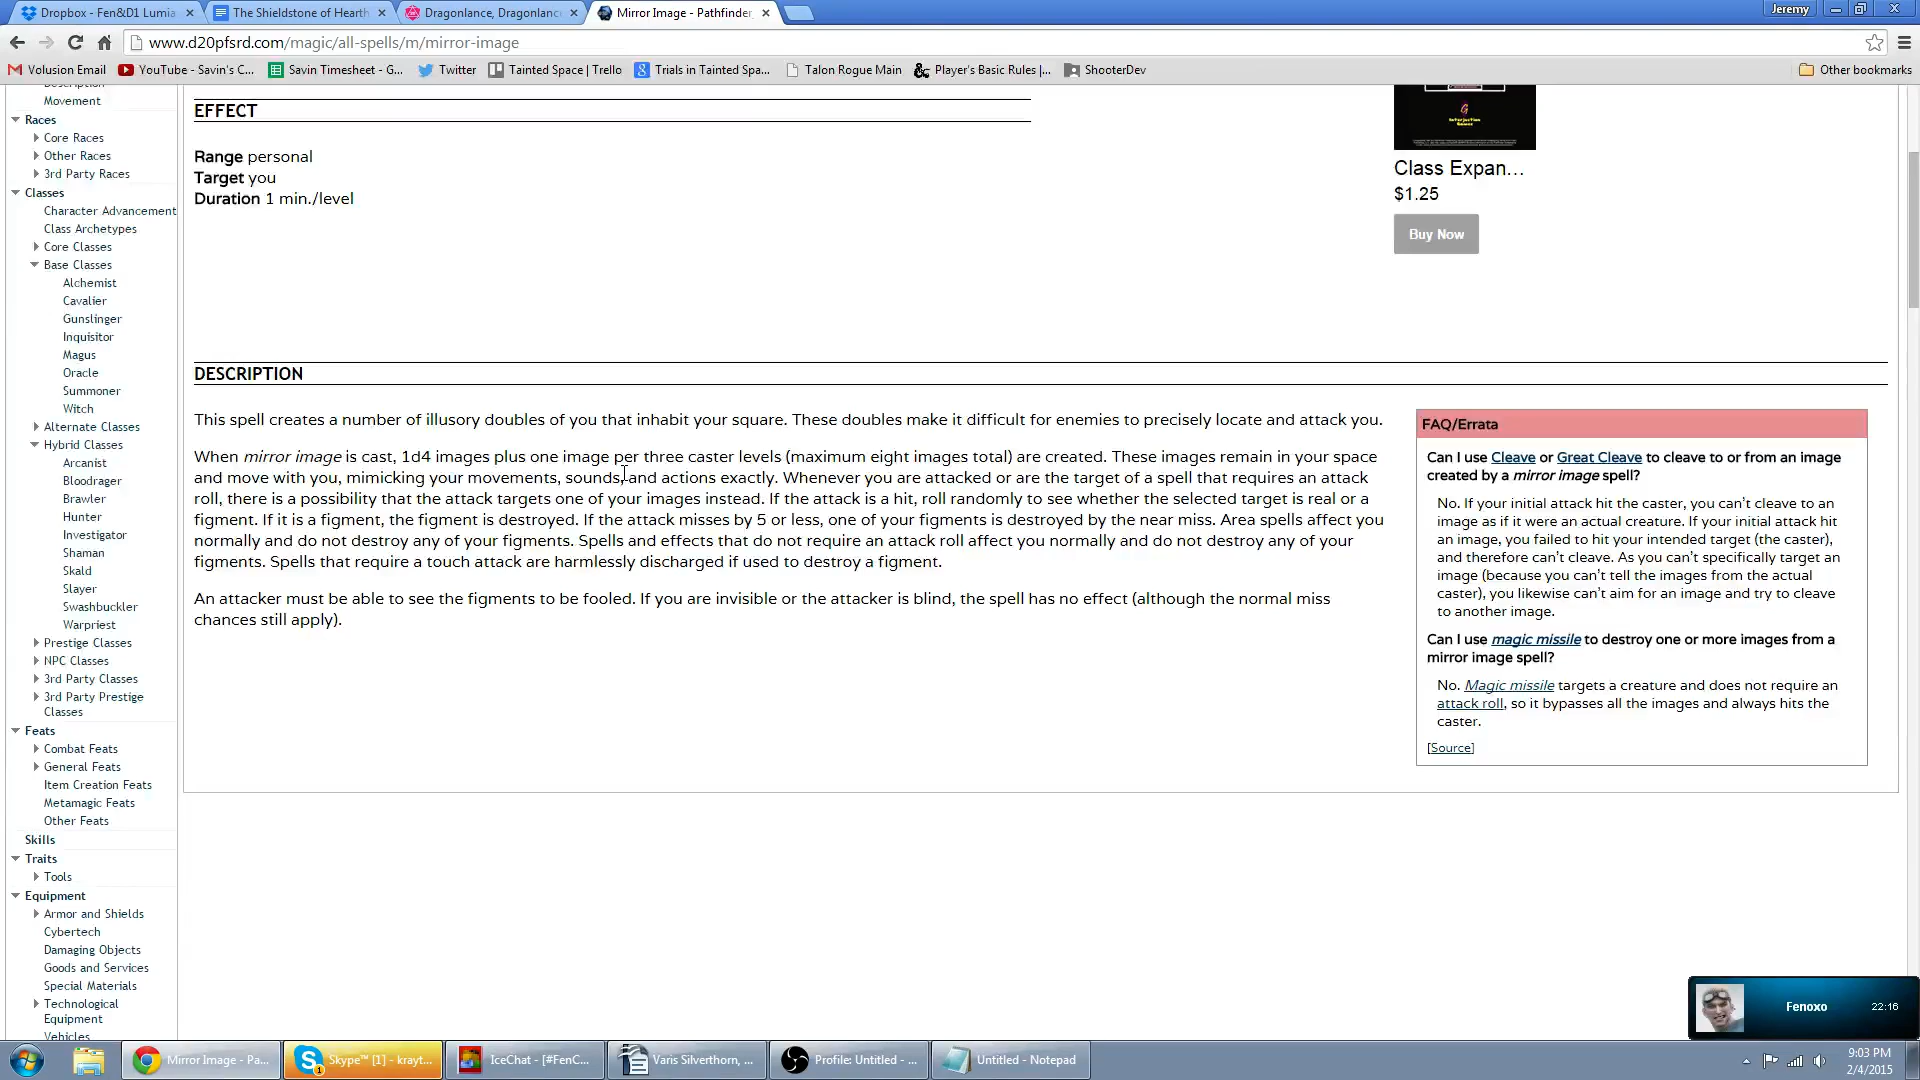 Dropbox - Fen&D1 Lumia
The Shieldstone of Hearth
Dragonlance, Dragonlanc
Mirror Image - Pathfinder
Jeremy
www.d20pfsrd.com/magic/all-spells/m/mirror-image
Volusion Email
YouTube - Savin's C...
Savin Timesheet - G...
Twitter
Tainted Space | Trello
Trials in Tainted Spa...
Talon Rogue Main
Player's Basic Rules |...
ShooterDev
Other bookmarks
Description
Movement
Races
Core Races
Other Races
3rd Party Races
Classes
Character Advancement
Class Archetypes
Core Classes
Base Classes
Alchemist
Cavalier
Gunslinger
Inquisitor
Magus
Oracle
Summoner
Witch
Alternate Classes
Hybrid Classes
Arcanist
Bloodrager
Brawler
Hunter
Investigator
Shaman
Skald
Slayer
Swashbuckler
Warpriest
Prestige Classes
NPC Classes
3rd Party Classes
3rd Party Prestige
Classes
Feats
Combat Feats
General Feats
Item Creation Feats
Metamagic Feats
Other Feats
Skills
Traits
Tools
Equipment
Armor and Shields
Cybertech
Damaging Objects
Goods and Services
Special Materials
Technological
Equipment
Vehicles
EFFECT
Range personal
Target you
Duration 1 min./level
Class Expan...
$1.25
Buy Now
DESCRIPTION
This spell creates a number of illusory doubles of you that inhabit your square. These doubles make it difficult for enemies to precisely locate and attack you.
When mirror image is cast, 1d4 images plus one image per three caster levels (maximum eight images total) are created. These images remain in your space
and move with you, mimicking your movements, sounds, and actions exactly. Whenever you are attacked or are the target of a spell that requires an attack
roll, there is a possibility that the attack targets one of your images instead. If the attack is a hit, roll randomly to see whether the selected target is real or a
figment. If it is a figment, the figment is destroyed. If the attack misses by 5 or less, one of your figments is destroyed by the near miss. Area spells affect you
normally and do not destroy any of your figments. Spells and effects that do not require an attack roll affect you normally and do not destroy any of your
figments. Spells that require a touch attack are harmlessly discharged if used to destroy a figment.
An attacker must be able to see the figments to be fooled. If you are invisible or the attacker is blind, the spell has no effect (although the normal miss
chances still apply).
FAQ/Errata
Can I use Cleave or Great Cleave to cleave to or from an image
created by a mirror image spell?
No. If your initial attack hit the caster, you can't cleave to an
image as if it were an actual creature. If your initial attack hit
an image, you failed to hit your intended target (the caster),
and therefore can't cleave. As you can't specifically target an
image (because you can't tell the images from the actual
caster), you likewise can't aim for an image and try to cleave
to another image.
Can I use magic missile to destroy one or more images from a
mirror image spell?
No. Magic missile targets a creature and does not require an
attack roll, so it bypasses all the images and always hits the
caster.
[Source]
Fenoxo
22:16
Mirror Image - Pa...
Skype™ [1] - krayt...
IceChat - [#FenC...
Varis Silverthorn, ...
Profile: Untitled - ...
Untitled - Notepad
9:03 PM
2/4/2015